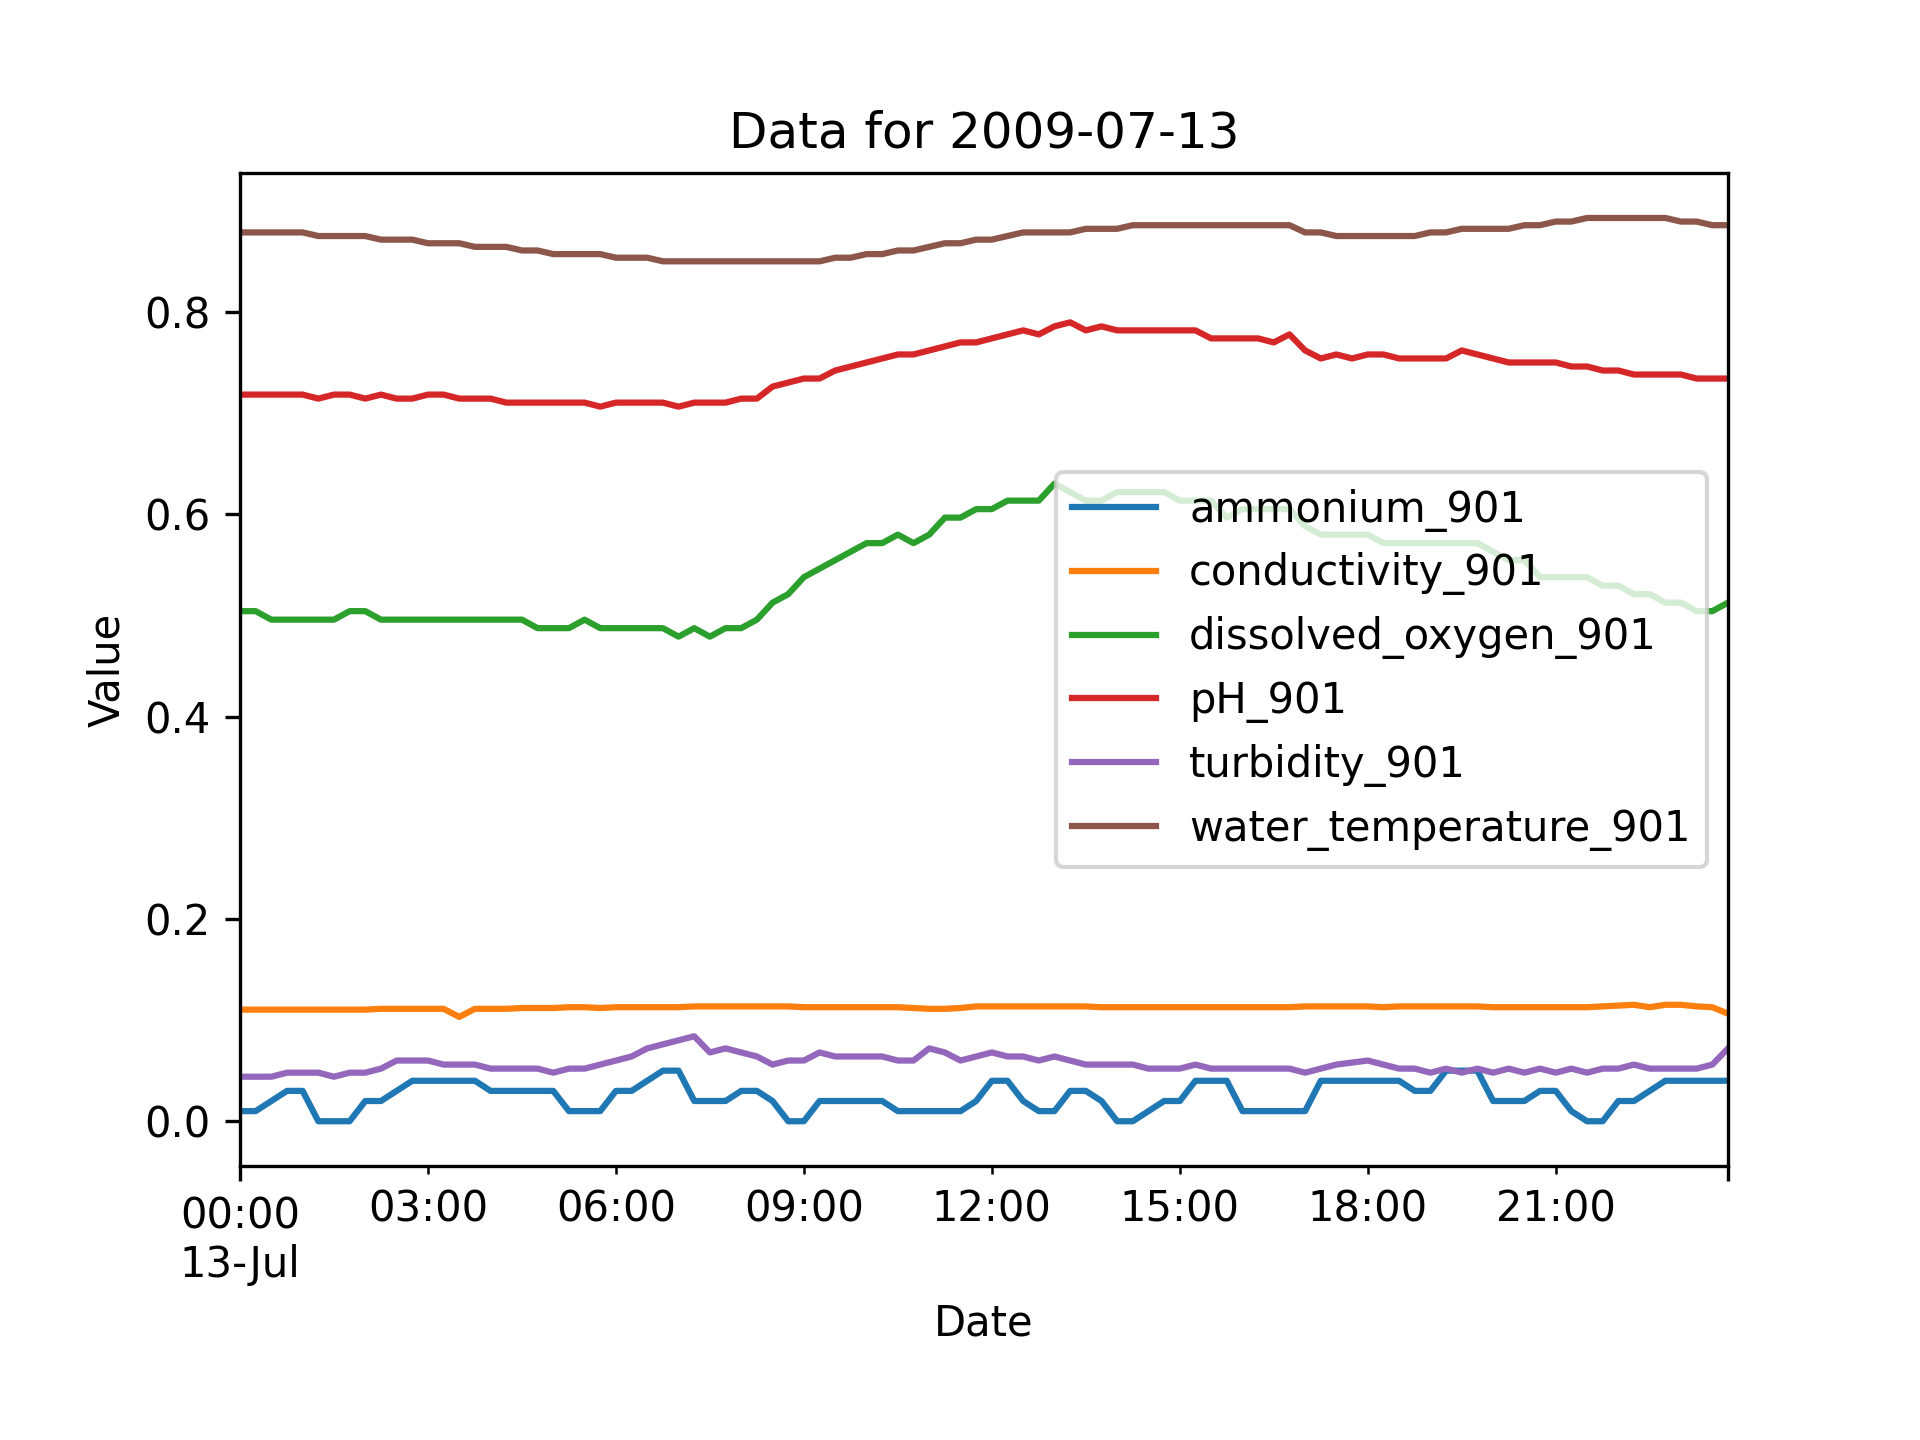 Data for 2009-07-13
Value
0.8
0.6
0.4
0.2
0.0
ammonium_901
conductivity_901
dissolved_oxygen_901
pH_901
turbidity_901
water_temperature_901
00:00 03:00 06:00 09:00 12:00 15:00 18:00 21:00
13-Jul
Date